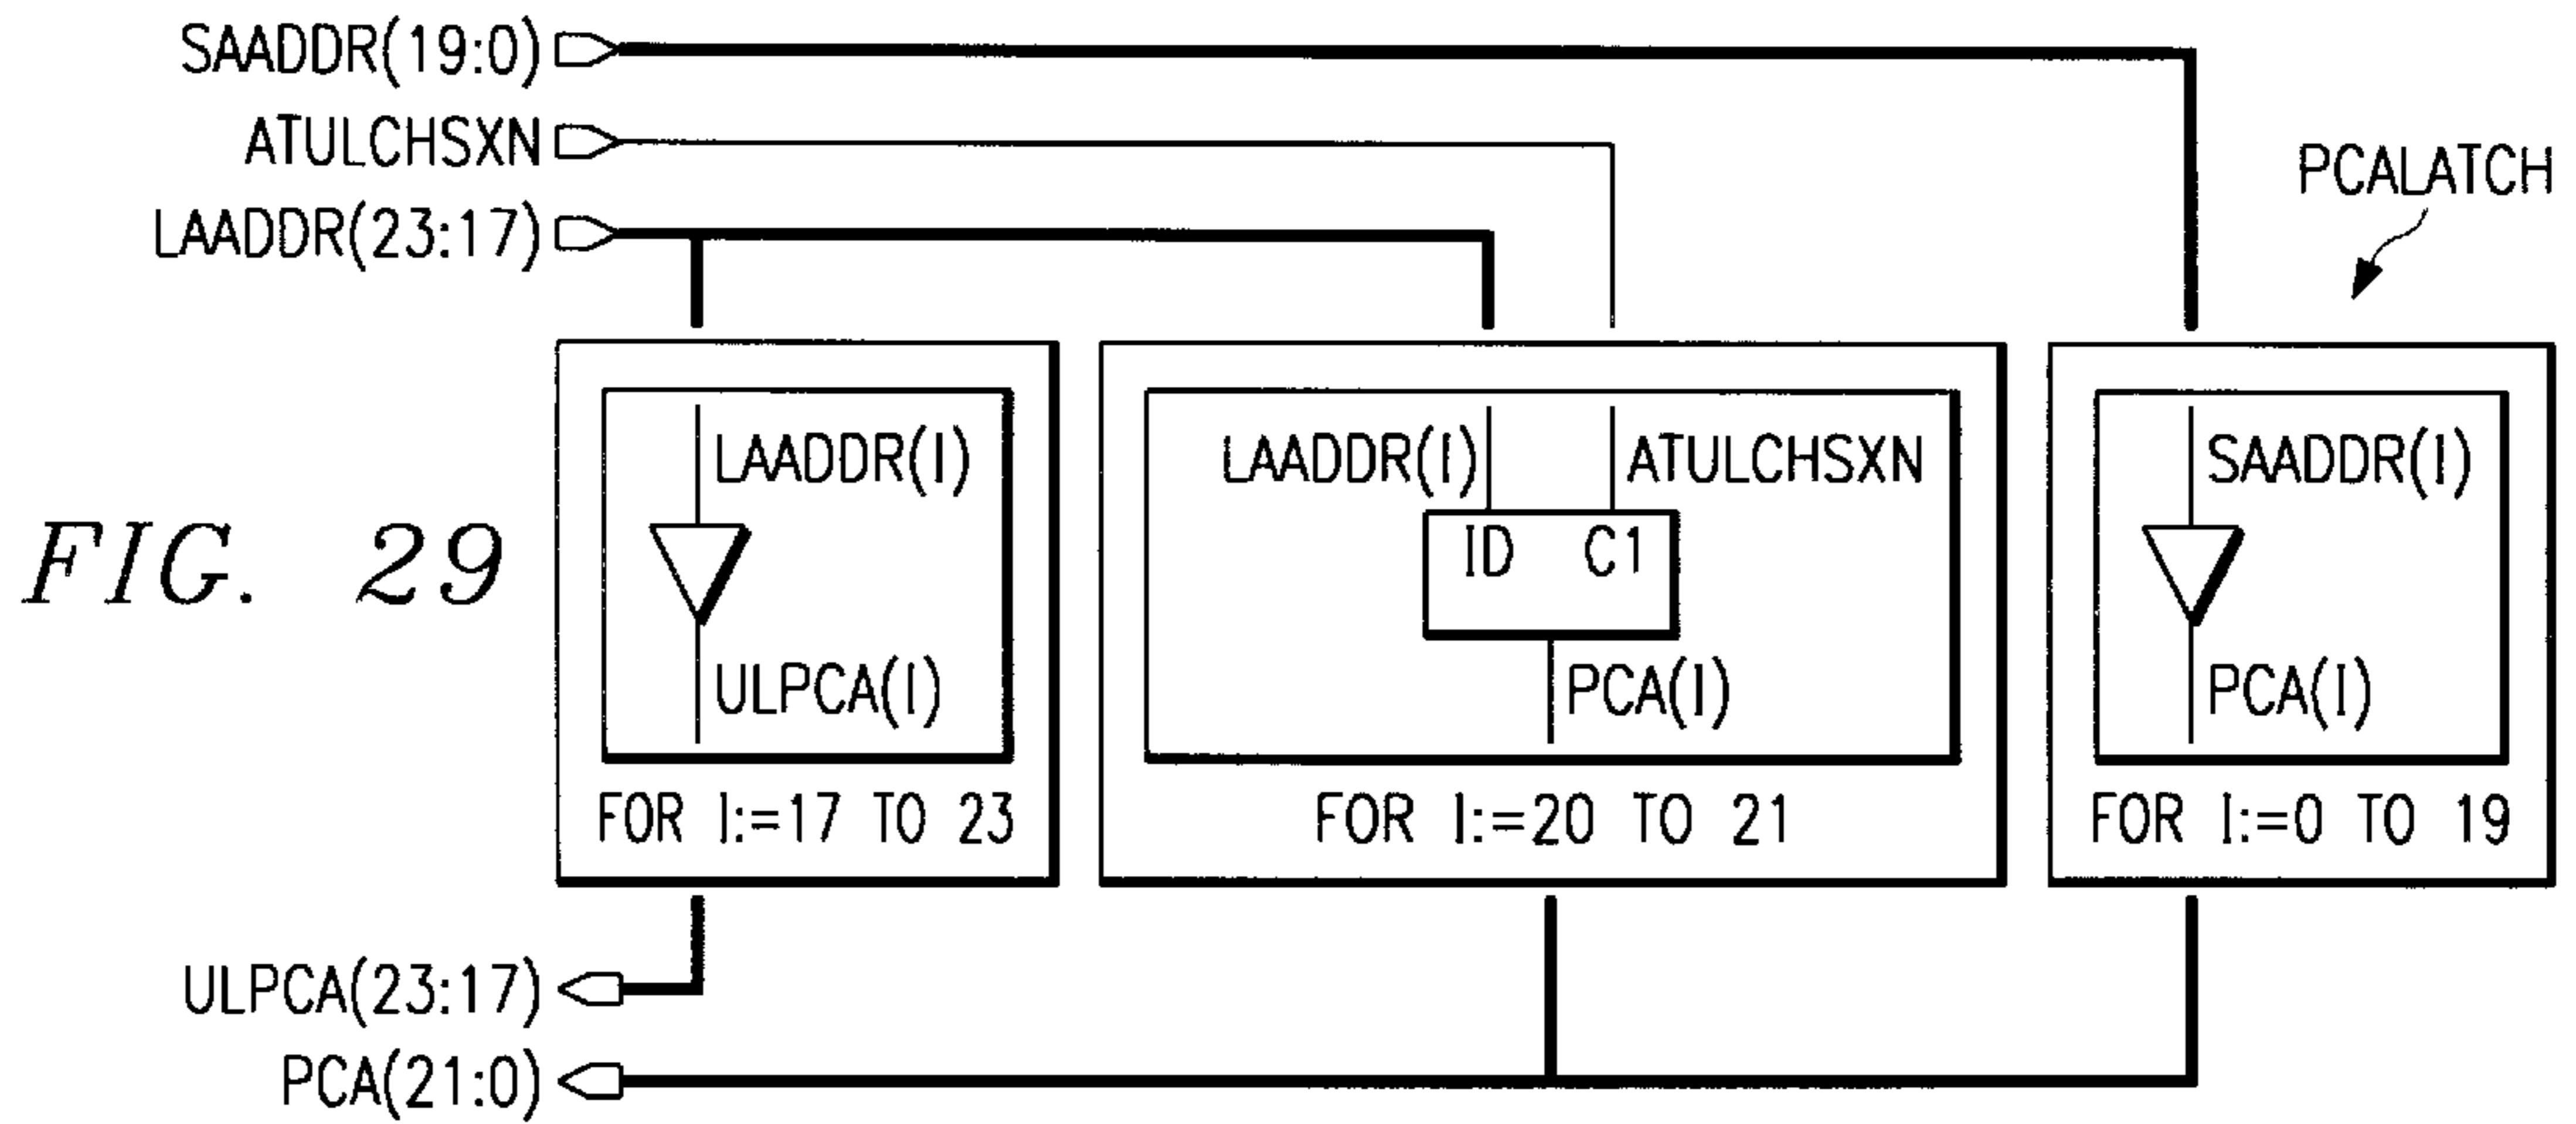 SAADDR(19:0)
ATULCHSXN
LAADDR(23:17)
PCALATCH
FIG. 29
LAADDR(I)
ULPCA(I)
FOR I:=17 TO 23
LAADDR(I) ATULCHSXN
ID C1
PCA(I)
FOR I:=20 TO 21
SAADDR(I)
PCA(I)
FOR I:=0 TO 19
ULPCA(23:17)
PCA(21:0)